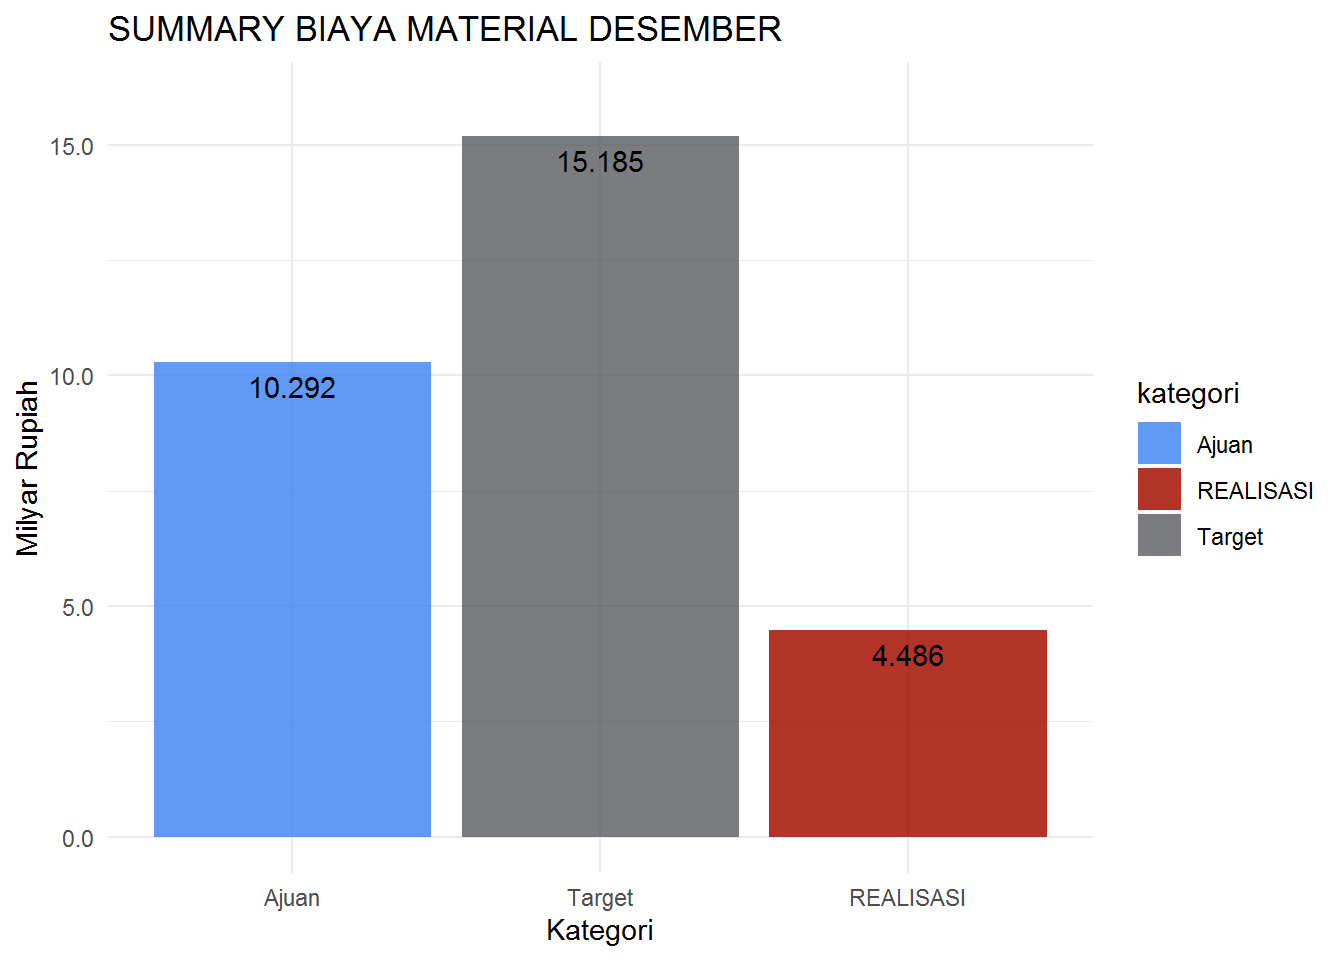 SUMMARY BIAYA MATERIAL DESEMBER
Milyar Rupiah
15.0
10.0
5.0
0.0
10.292
15.185
4.486
Ajuan
Target
REALISASI
Kategori
kategori
Ajuan
REALISASI
Target